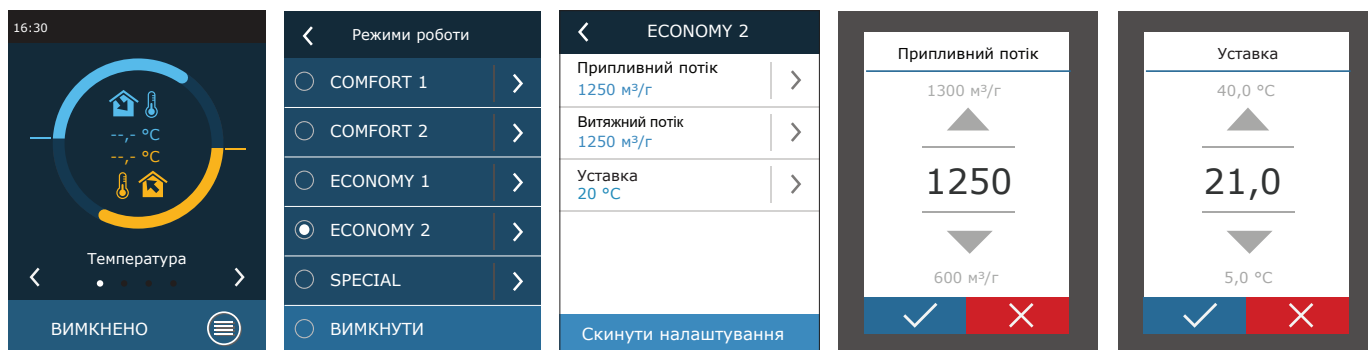 16:30
--,- °C
--,- °C
Температура
ВИМКНЕНО
Режими роботи
COMFORT 1
COMFORT 2
ECONOMY 1
ECONOMY 2
SPECIAL
ВИМКНУТИ
ECONOMY 2
Припливний потік
1250 м³/г
Витяжний потік
1250 м³/г
Уставка
20 °C
Скинути налаштування
Припливний потік
1300 м³/г
1250
600 м³/г
Уставка
40,0 °C
21,0
5,0 °C